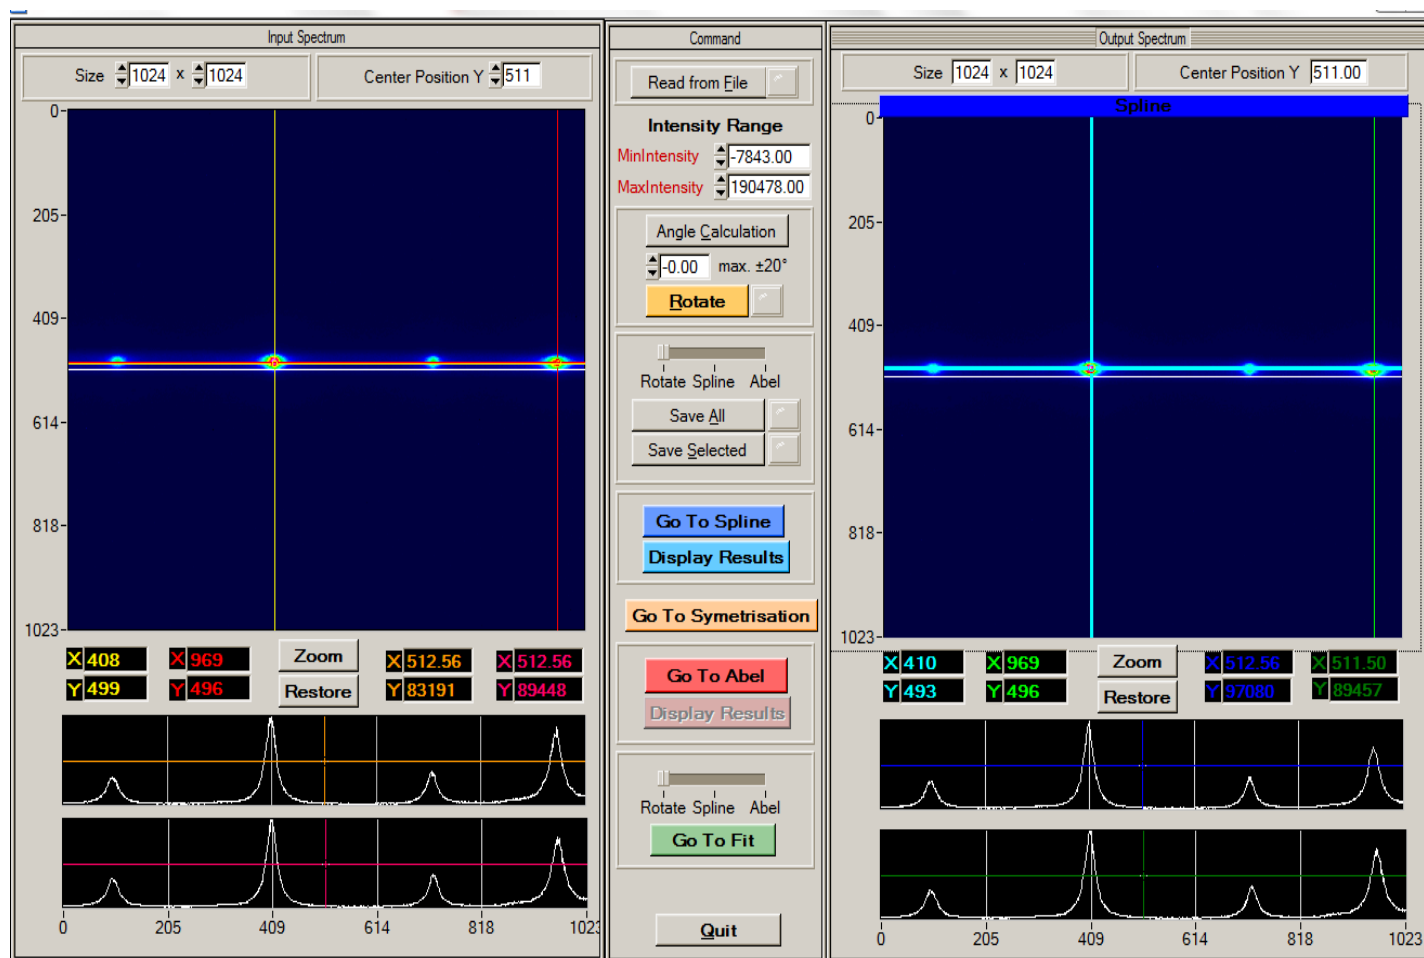 Input Spectrum
Size 1024 x 1024 Center Position Y 511
0
205
409
614
818
1023
X 408 X 969 Zoom X 512.56 X 512.56
Y 499 Y 496 Restore Y 83191 Y 89448
0 205 409 614 818 1023
Command
Read from File
Intensity Range
MinIntensity -7843.00
MaxIntensity 190478.00
Angle Calculation
-0.00 max. ±20°
Rotate
Rotate Spline Abel
Save All
Save Selected
Go To Spline
Display Results
Go To Symetrisation
Go To Abel
Display Results
Rotate Spline Abel
Go To Fit
Quit
Output Spectrum
Size 1024 x 1024 Center Position Y 511.00
Spline
0
205
409
614
818
1023
X 410 X 969 Zoom X 512.56 X 511.50
Y 493 Y 496 Restore Y 97080 Y 89457
0 205 409 614 818 1023